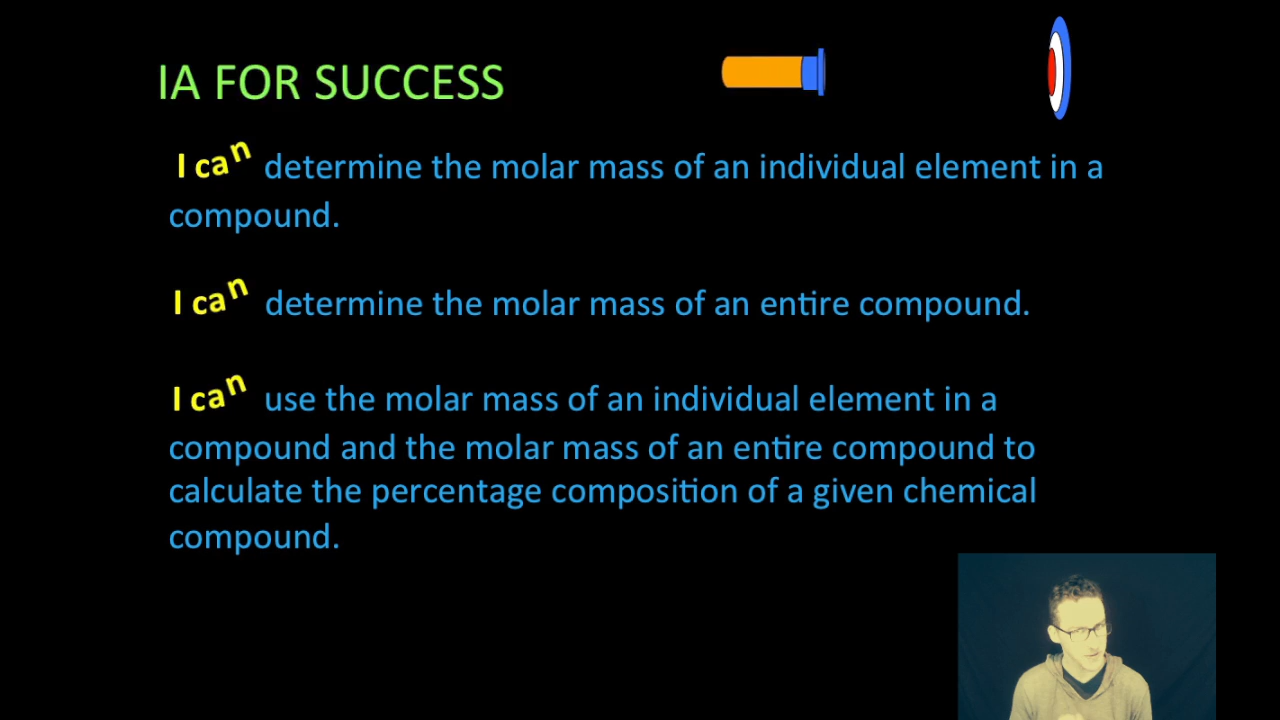 IA FOR SUCCESS
I can determine the molar mass of an individual element in a
compound.
I can determine the molar mass of an entire compound.
I can use the molar mass of an individual element in a
compound and the molar mass of an entire compound to
calculate the percentage composition of a given chemical
compound.